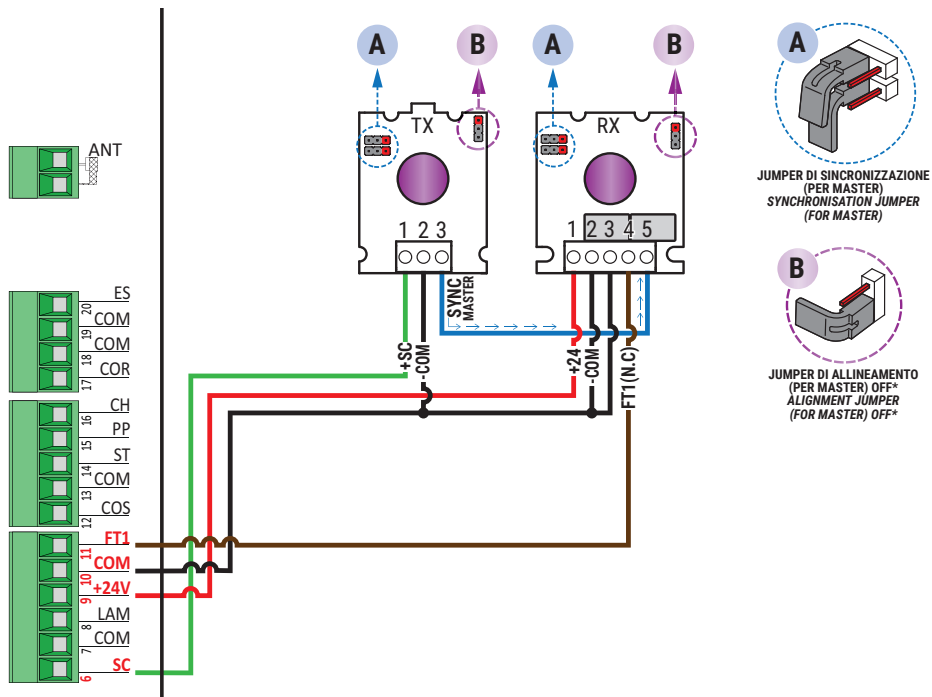 A
B
A
B
A
TX
RX
1 2 3
1 2 3 4 5
SYNC
MASTER
+SC
-COM
+24
-COM
FT1(N.C)
JUMPER DI SINCRONIZZAZIONE
(PER MASTER)
SYNCHRONISATION JUMPER
(FOR MASTER)
B
JUMPER DI ALLINEAMENTO
(PER MASTER) OFF*
ALIGNMENT JUMPER
(FOR MASTER) OFF*
ANT
ES
20
COM
19
COM
18
COR
17
CH
16
PP
15
ST
14
COM
13
COS
12
FT1
11
COM
10
+24V
9
LAM
8
COM
7
SC
6